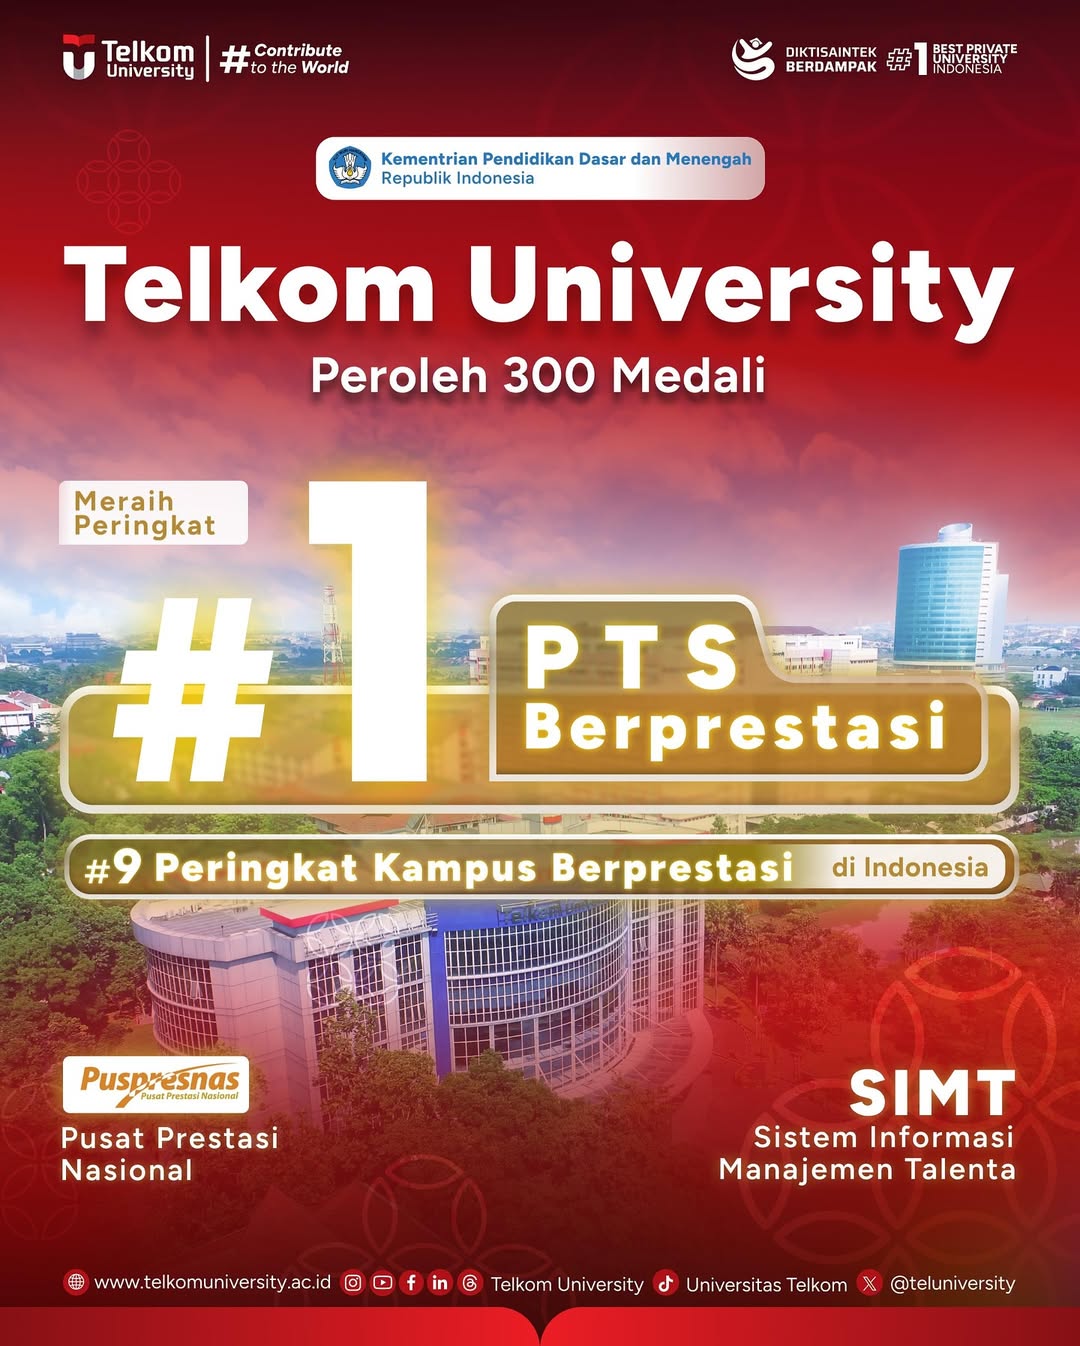 Telkom University
#Contribute to the World
DIKTISAINTEK BERDAMPAK
#1 BEST PRIVATE UNIVERSITY INDONESIA
Kementrian Pendidikan Dasar dan Menengah
Republik Indonesia
Telkom University
Peroleh 300 Medali
Meraih
Peringkat
#1
PTS
Berprestasi
#9 Peringkat Kampus Berprestasi di Indonesia
Puspresnas
Pusat Prestasi Nasional
Pusat Prestasi
Nasional
SIMT
Sistem Informasi
Manajemen Talenta
www.telkomuniversity.ac.id Telkom University Universitas Telkom @teluniversity